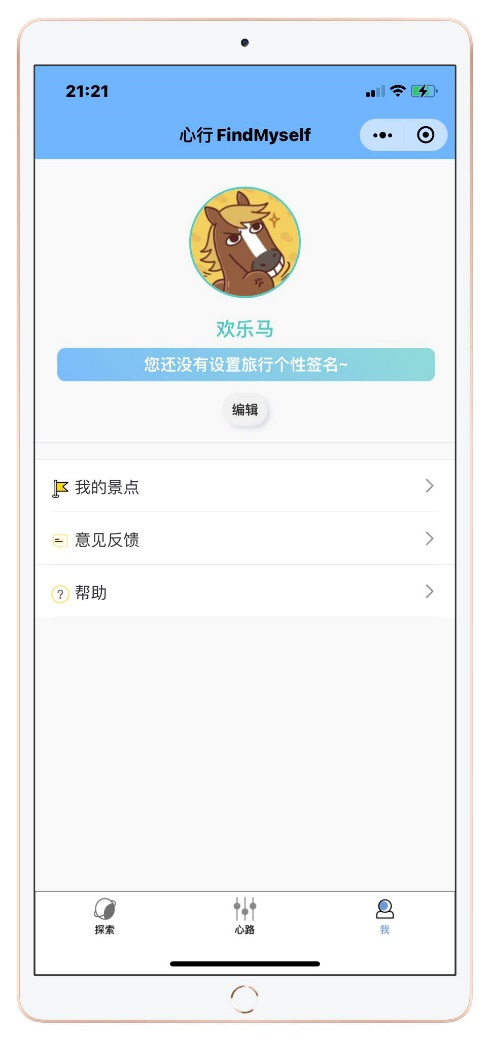 21:21
心行 FindMyself
欢乐马
您还没有设置旅行个性签名~
编辑
我的景点
意见反馈
? 帮助
探索
心路
我